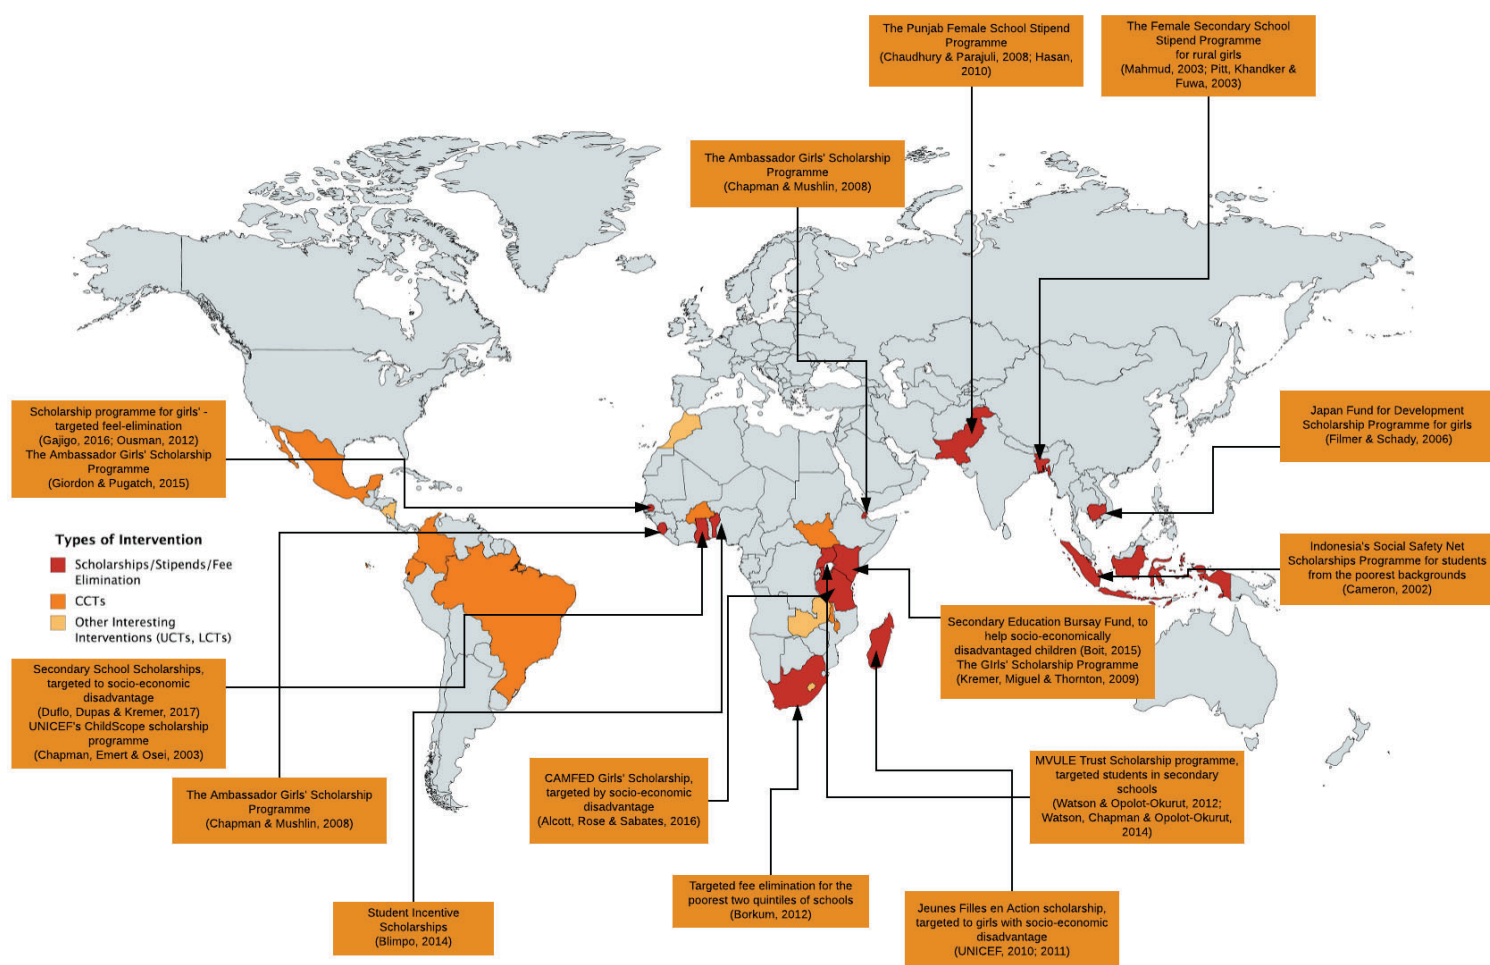 The Punjab Female School Stipend
Programme
(Chaudhury & Parajuli, 2008; Hasan,
2010)
The Female Secondary School
Stipend Programme
for rural girls
(Mahmud, 2003; Pitt, Khandker &
Fuwa, 2003)
The Ambassador Girls' Scholarship
Programme
(Chapman & Mushlin, 2008)
Scholarship programme for girls' -
targeted feel-elimination
(Gajigo, 2016; Ousman, 2012)
The Ambassador Girls' Scholarship
Programme
(Giordon & Pugatch, 2015)
Japan Fund for Development
Scholarship Programme for girls
(Filmer & Schady, 2006)
Types of Intervention
Scholarships/Stipends/Fee
Elimination
CCTs
Other Interesting
Interventions (UCTs, LCTs)
Indonesia's Social Safety Net
Scholarships Programme for students
from the poorest backgrounds
(Cameron, 2002)
Secondary Education Bursay Fund, to
help socio-economically
disadvantaged children (Boit, 2015)
The GIrls' Scholarship Programme
(Kremer, Miguel & Thornton, 2009)
Secondary School Scholarships,
targeted to socio-economic
disadvantage
(Duflo, Dupas & Kremer, 2017)
UNICEF's ChildScope scholarship
programme
(Chapman, Emert & Osei, 2003)
The Ambassador Girls' Scholarship
Programme
(Chapman & Mushlin, 2008)
CAMFED Girls' Scholarship,
targeted by socio-economic
disadvantage
(Alcott, Rose & Sabates, 2016)
MVULE Trust Scholarship programme,
targeted students in secondary
schools
(Watson & Opolot-Okurut, 2012;
Watson, Chapman & Opolot-Okurut,
2014)
Student Incentive
Scholarships
(Blimpo, 2014)
Targeted fee elimination for the
poorest two quintiles of schools
(Borkum, 2012)
Jeunes Filles en Action scholarship,
targeted to girls with socio-economic
disadvantage
(UNICEF, 2010; 2011)